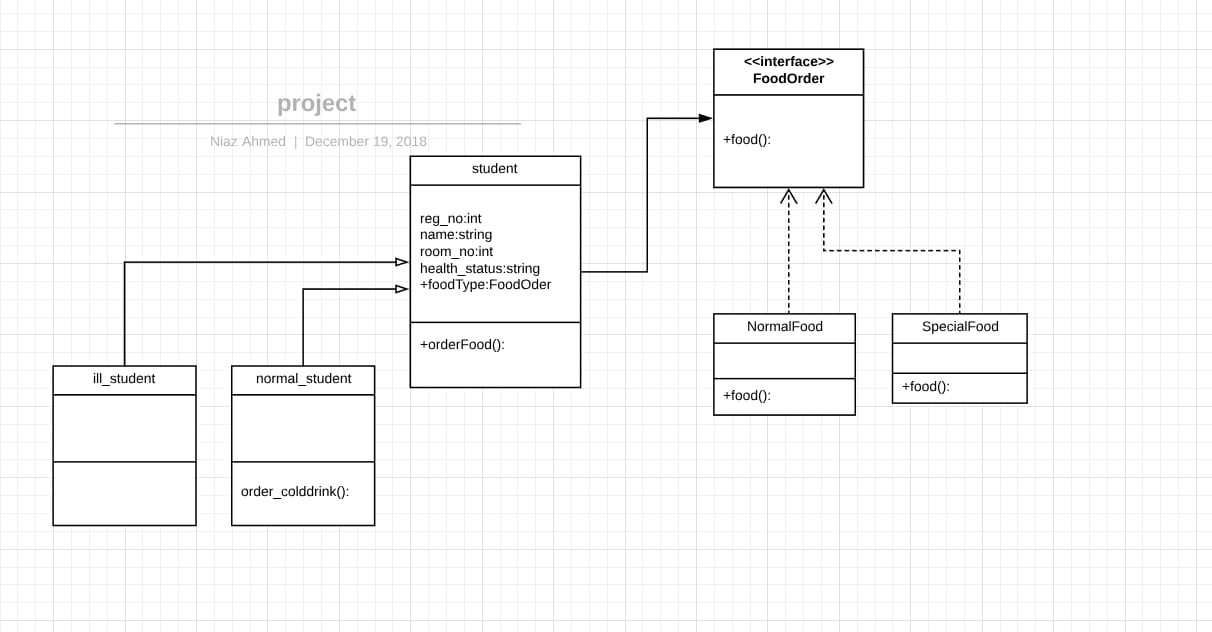 project
Niaz Ahmed | December 19, 2018
<<interface>>
FoodOrder
+food():
student
reg_no:int
name:string
room_no:int
health_status:string
+foodType:FoodOder
+orderFood():
ill_student
normal_student
order_colddrink():
NormalFood
+food():
SpecialFood
+food():